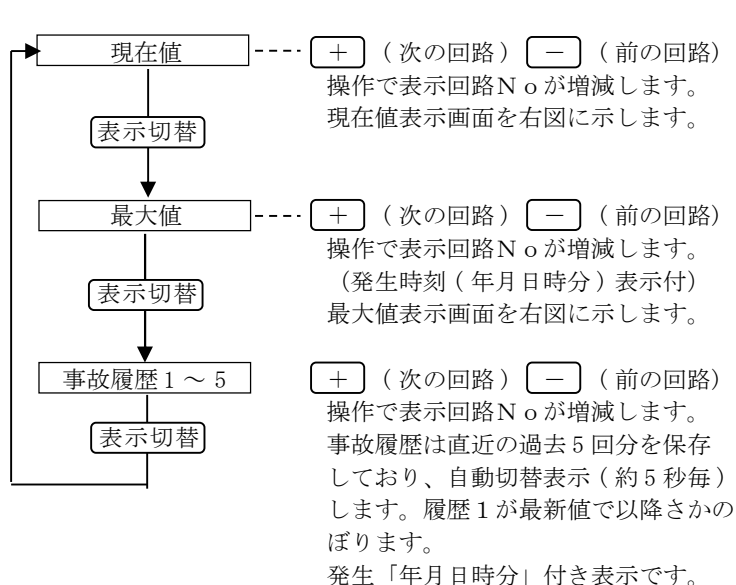 現在値
＋ （次の回路） － （前の回路）
操作で表示回路Ｎｏが増減します。
現在値表示画面を右図に示します。
表示切替
最大値
＋ （次の回路） － （前の回路）
操作で表示回路Ｎｏが増減します。
（発生時刻（年月日時分）表示付）
最大値表示画面を右図に示します。
表示切替
事故履歴１～５
＋ （次の回路） － （前の回路）
操作で表示回路Ｎｏが増減します。
事故履歴は直近の過去５回分を保存
しており、自動切替表示（約５秒毎）
します。履歴１が最新値で以降さかの
ぼります。
発生「年月日時分」付き表示です。
表示切替